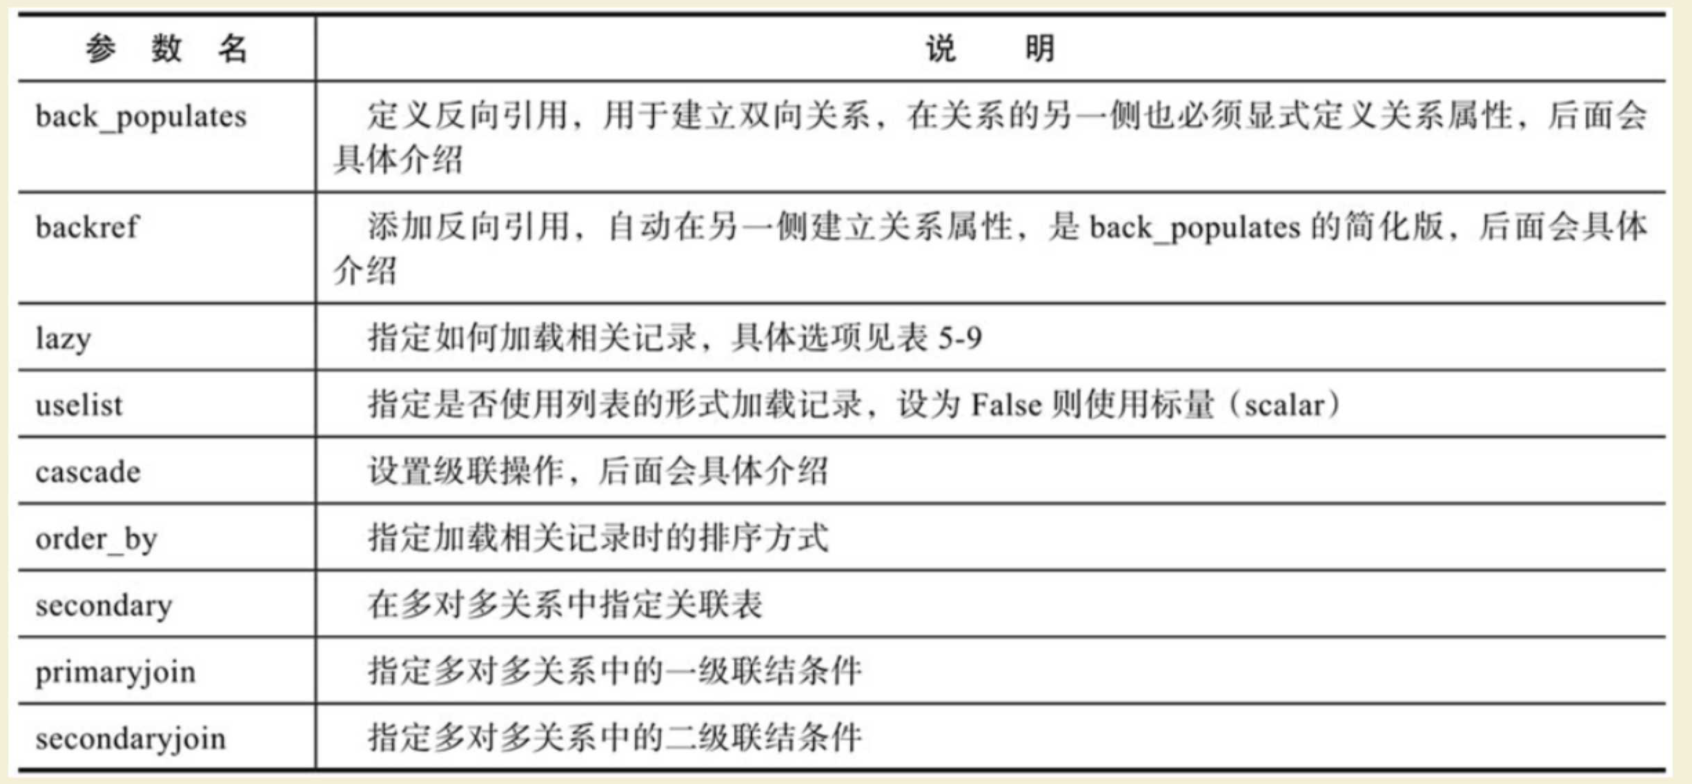 参 数 名 说 明
back_populates 定义反向引用，用于建立双向关系，在关系的另一侧也必须显式定义关系属性，后面会
具体介绍
backref 添加反向引用，自动在另一侧建立关系属性，是 back_populates 的简化版，后面会具体
介绍
lazy 指定如何加载相关记录，具体选项见表 5-9
uselist 指定是否使用列表的形式加载记录，设为 False 则使用标量（scalar）
cascade 设置级联操作，后面会具体介绍
order_by 指定加载相关记录时的排序方式
secondary 在多对多关系中指定关联表
primaryjoin 指定多对多关系中的一级联结条件
secondaryjoin 指定多对多关系中的二级联结条件